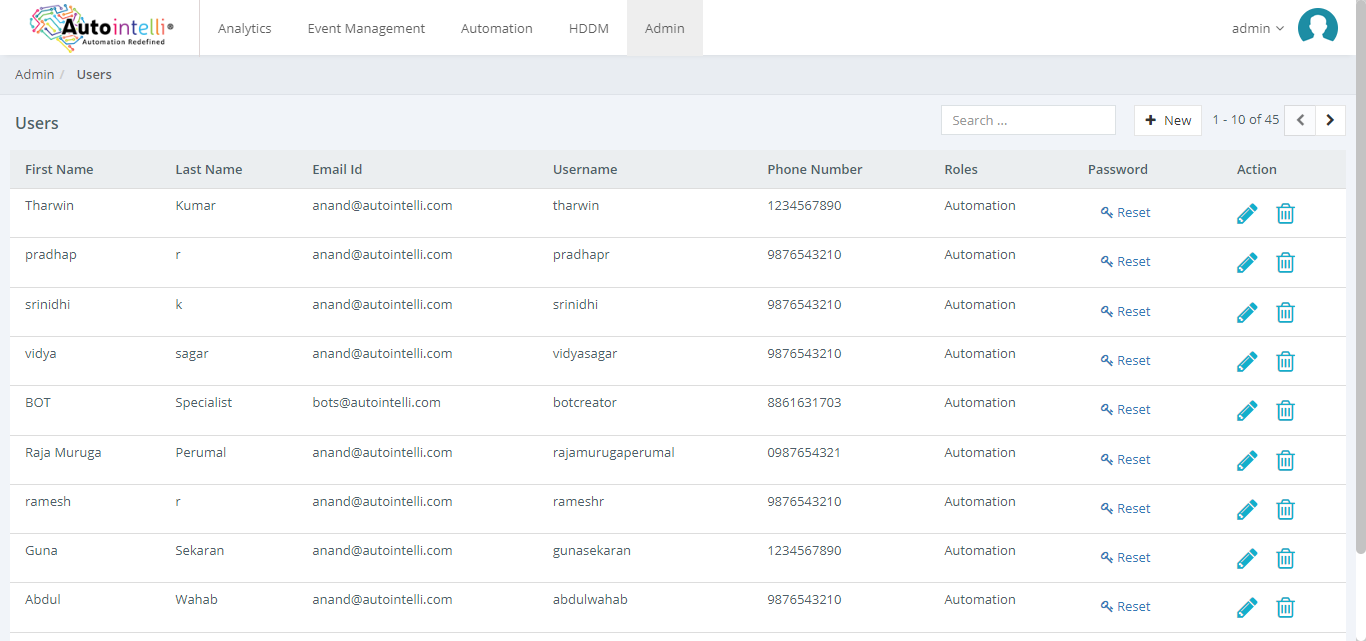 Autointelli®
Automation Redefined
Analytics Event Management Automation HDDM Admin admin
Admin / Users
Users Search ... New 1 - 10 of 45
First Name Last Name Email Id Username Phone Number Roles Password Action
Tharwin Kumar anand@autointelli.com tharwin 1234567890 Automation Reset
pradhap r anand@autointelli.com pradhapr 9876543210 Automation Reset
srinidhi k anand@autointelli.com srinidhi 9876543210 Automation Reset
vidya sagar anand@autointelli.com vidyasagar 9876543210 Automation Reset
BOT Specialist bots@autointelli.com botcreator 8861631703 Automation Reset
Raja Muruga Perumal anand@autointelli.com rajamurugaperumal 0987654321 Automation Reset
ramesh r anand@autointelli.com rameshr 9876543210 Automation Reset
Guna Sekaran anand@autointelli.com gunasekaran 1234567890 Automation Reset
Abdul Wahab anand@autointelli.com abdulwahab 9876543210 Automation Reset